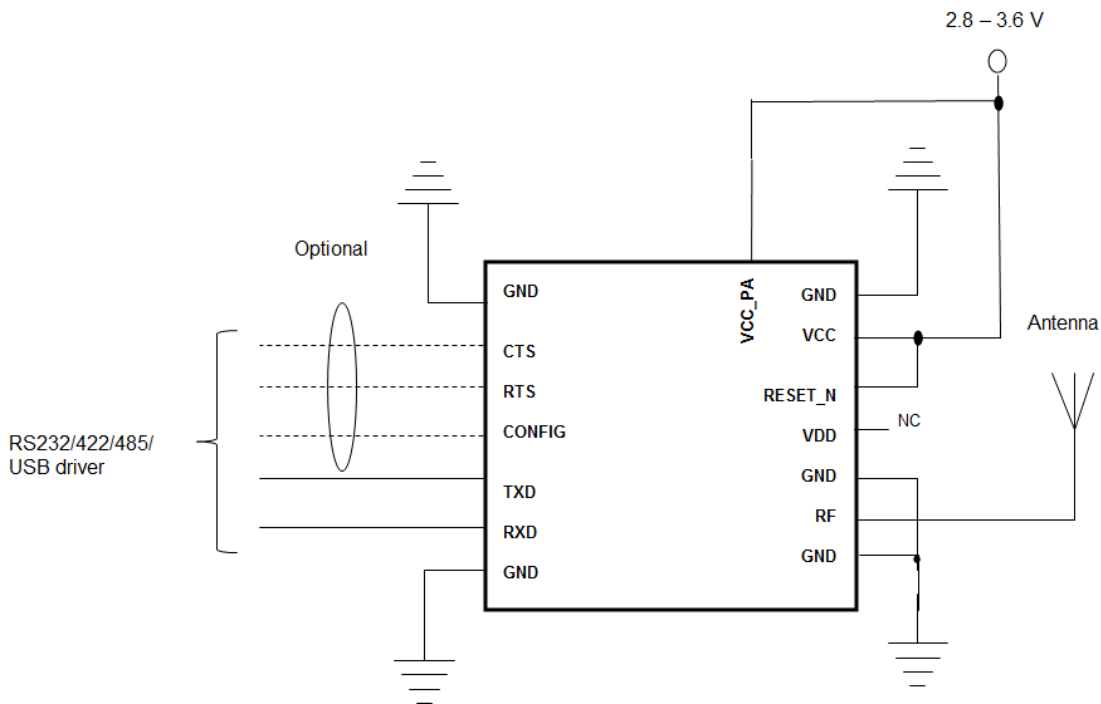 2.8 – 3.6 V
Optional
Antenna
RS232/422/485/
USB driver
GND
CTS
RTS
CONFIG
TXD
RXD
GND
VCC_PA
GND
VCC
RESET_N
VDD
NC
GND
RF
GND